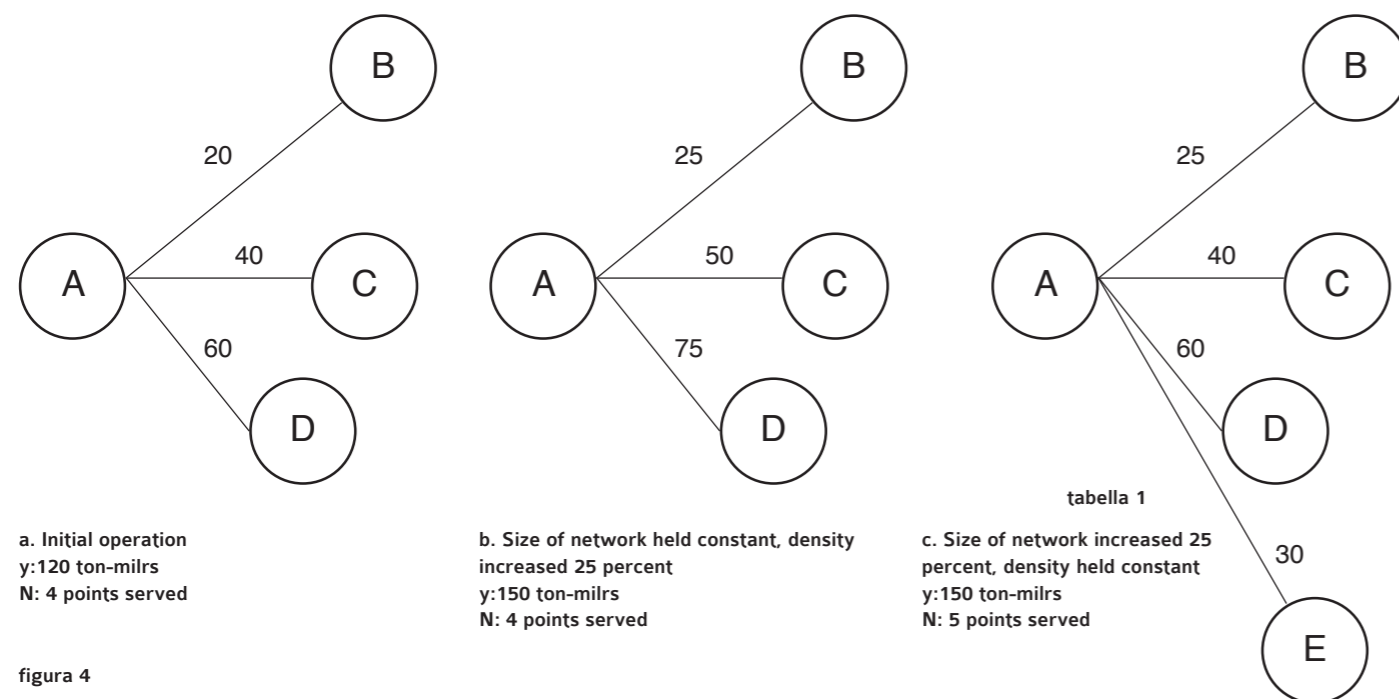 B
20
A
40
C
60
D
a. Initial operation
y:120 ton-milrs
N: 4 points served
B
25
A
50
C
75
D
b. Size of network held constant, density
increased 25 percent
y:150 ton-milrs
N: 4 points served
B
25
A
40
C
60
D
30
E
tabella 1
c. Size of network increased 25
percent, density held constant
y:150 ton-milrs
N: 5 points served
figura 4